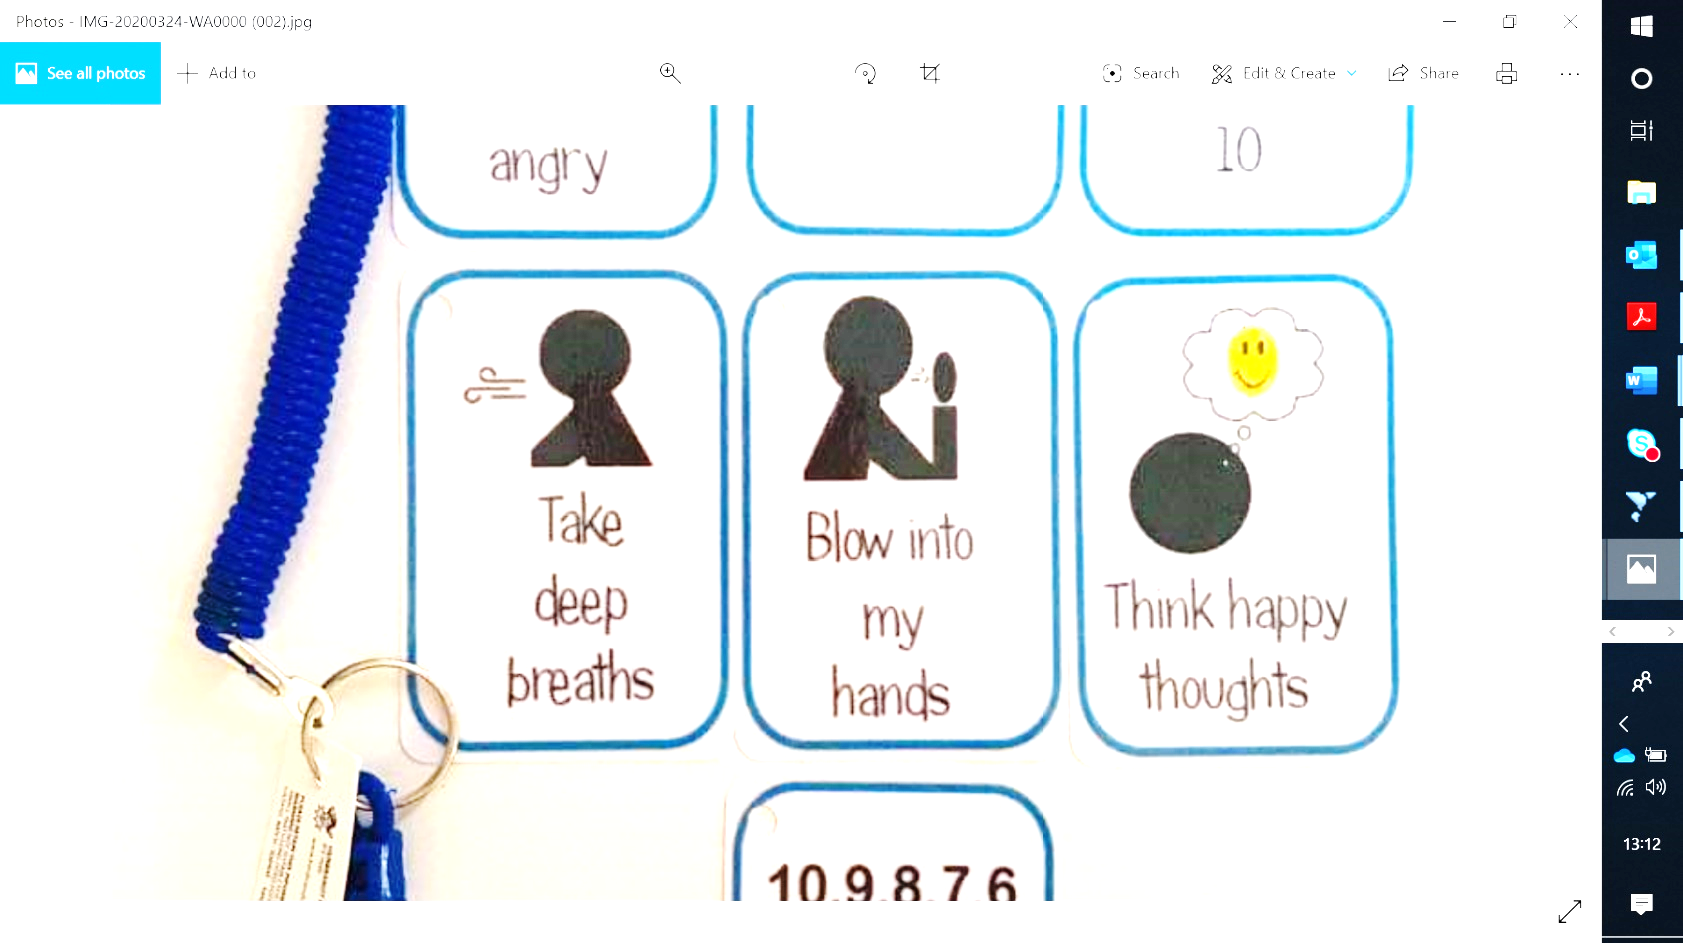 Photos - IMG-20200324-WA0000 (002).jpg
See all photos
Add to
Search
Edit & Create
Share
angry
10
Take
deep
breaths
Blow into
my
hands
Think happy
thoughts
10.9.8.7.6
13:12